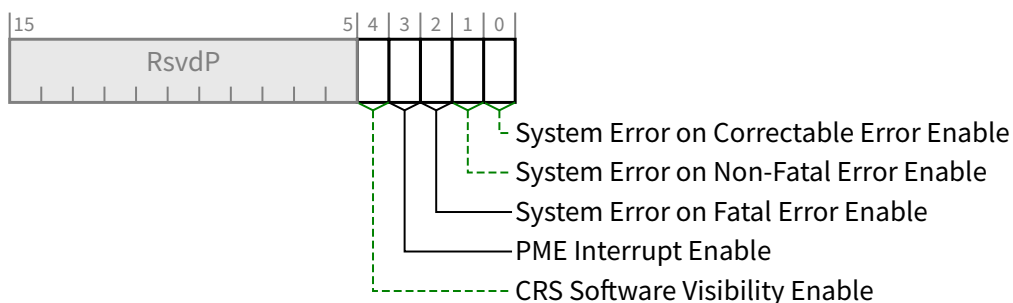 15 5 4 3 2 1 0
RsvdP
System Error on Correctable Error Enable
System Error on Non-Fatal Error Enable
System Error on Fatal Error Enable
PME Interrupt Enable
CRS Software Visibility Enable